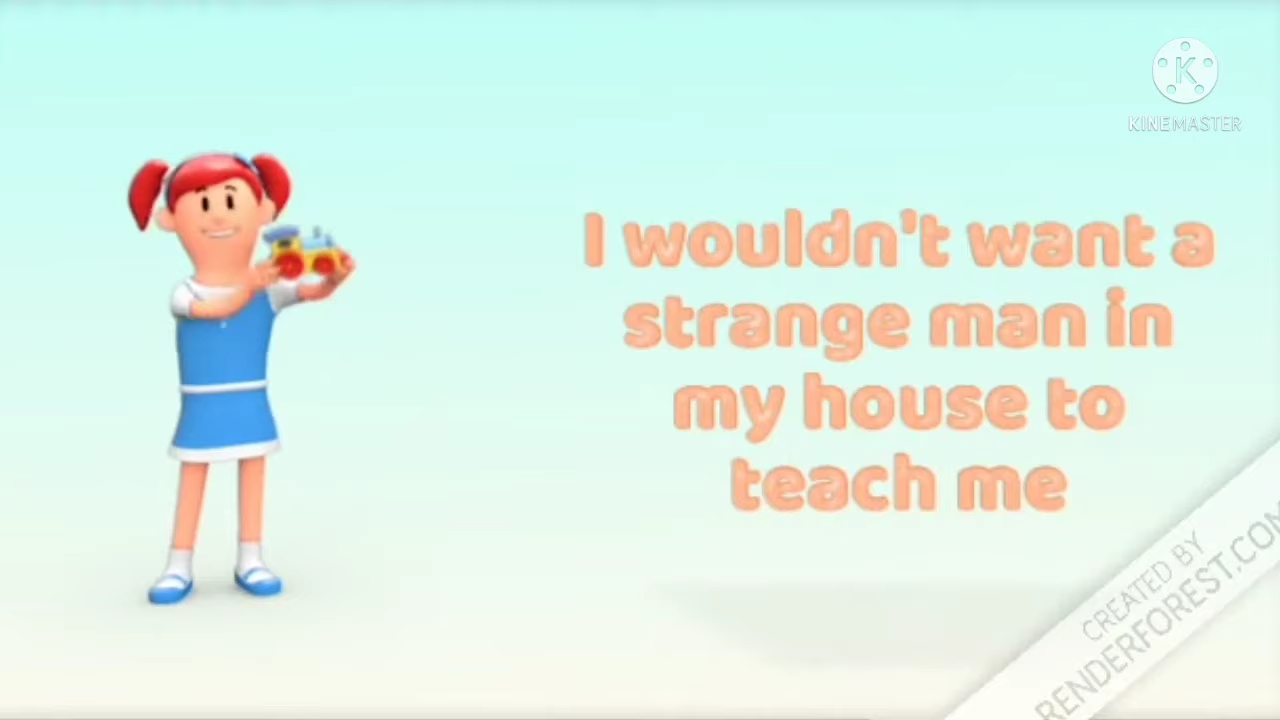 K
KINEMASTER
I wouldn't want a
strange man in
my house to
teach me
CREATED BY
RENDERFOREST.COM